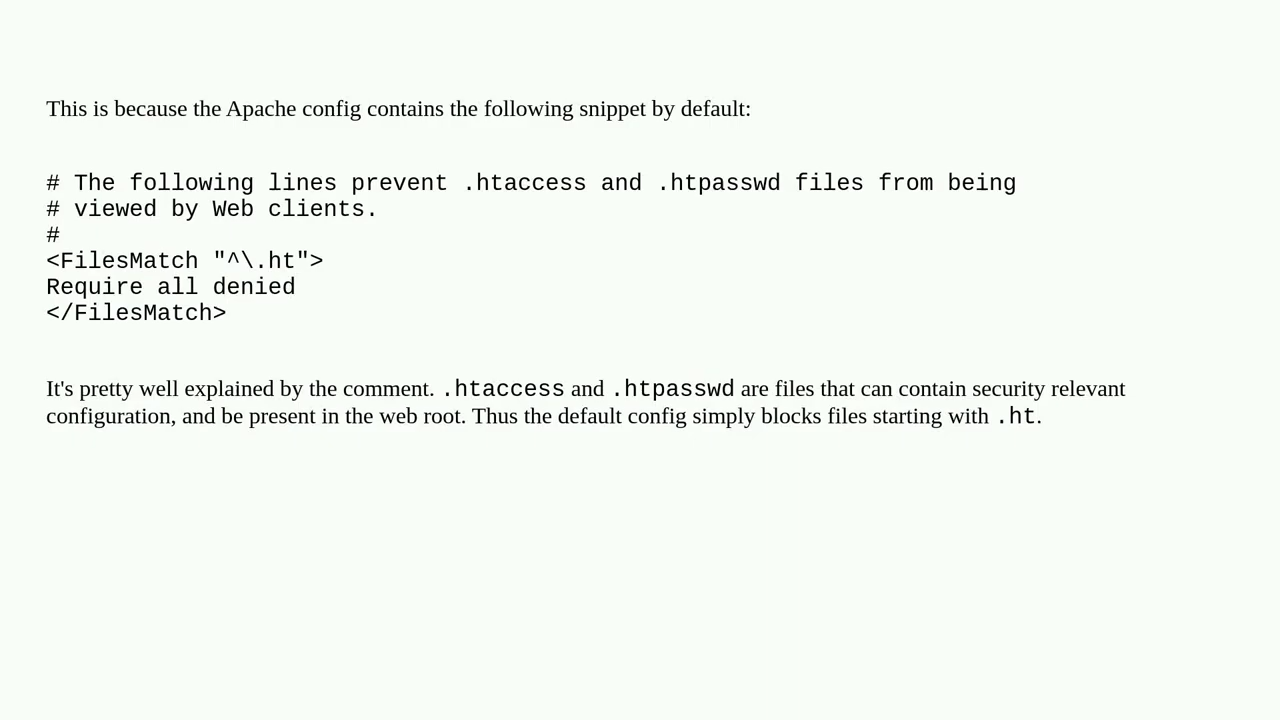 This is because the Apache config contains the following snippet by default:
# The following lines prevent .htaccess and .htpasswd files from being
# viewed by Web clients.
#
<FilesMatch "^\.ht">
Require all denied
</FilesMatch>
It's pretty well explained by the comment. .htaccess and .htpasswd are files that can contain security relevant
configuration, and be present in the web root. Thus the default config simply blocks files starting with .ht.